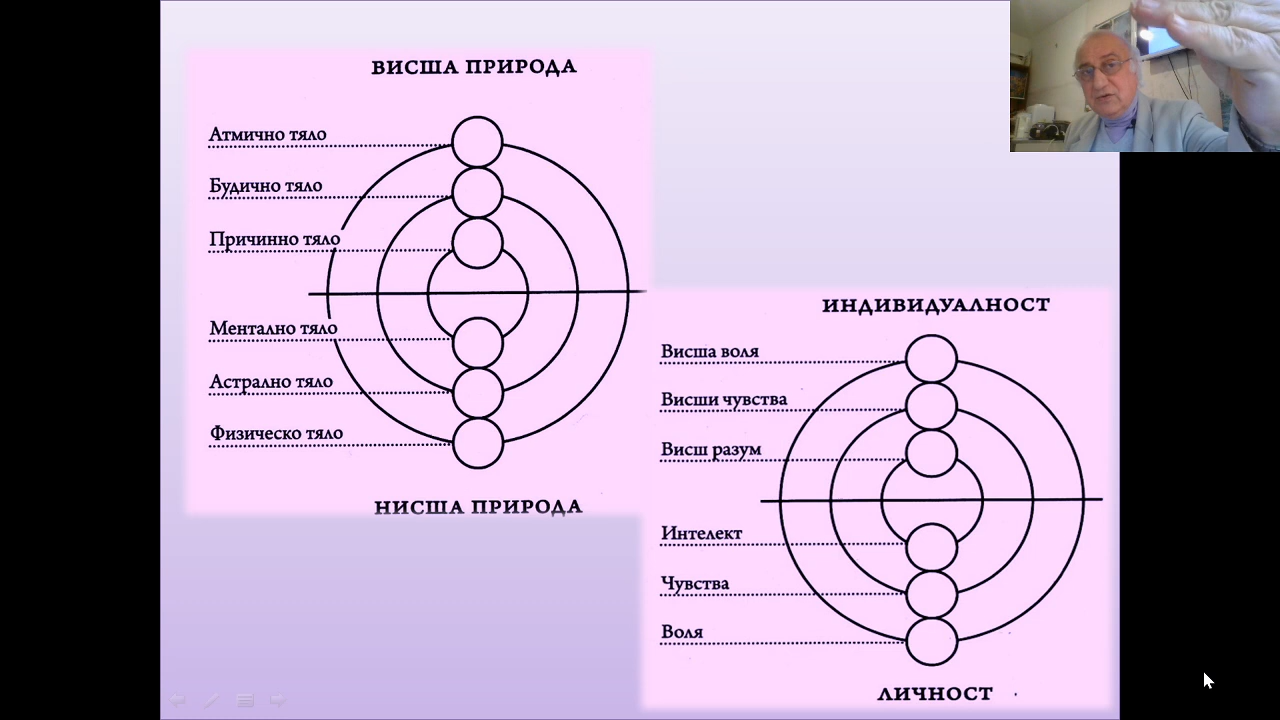 ВИСША ПРИРОДА
Атмично тяло
Будично тяло
Причинно тяло
Ментално тяло
Астрално тяло
Физическо тяло
НИСША ПРИРОДА
ИНДИВИДУАЛНОСТ
Висша воля
Висши чувства
Висш разум
Интелект
Чувства
Воля
ЛИЧНОСТ